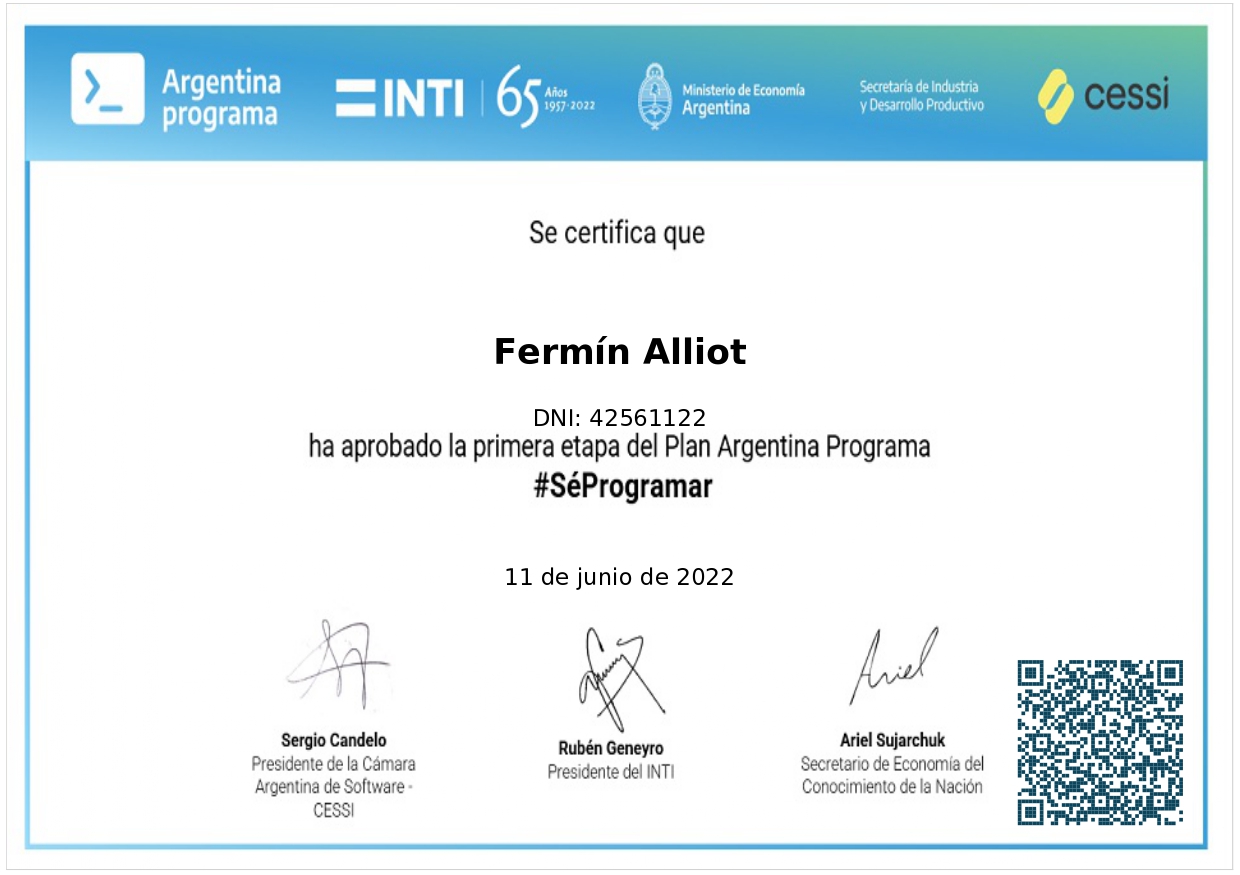 Argentina
programa
INTI
65 Años
1957-2022
Ministerio de Economía
Argentina
Secretaría de Industria
y Desarrollo Productivo
cessi
Se certifica que
Fermín Alliot
DNI: 42561122
ha aprobado la primera etapa del Plan Argentina Programa
#SéProgramar
11 de junio de 2022
Ariel
Sergio Candelo
Presidente de la Cámara
Argentina de Software -
CESSI
Rubén Geneyro
Presidente del INTI
Ariel Sujarchuk
Secretario de Economía del
Conocimiento de la Nación